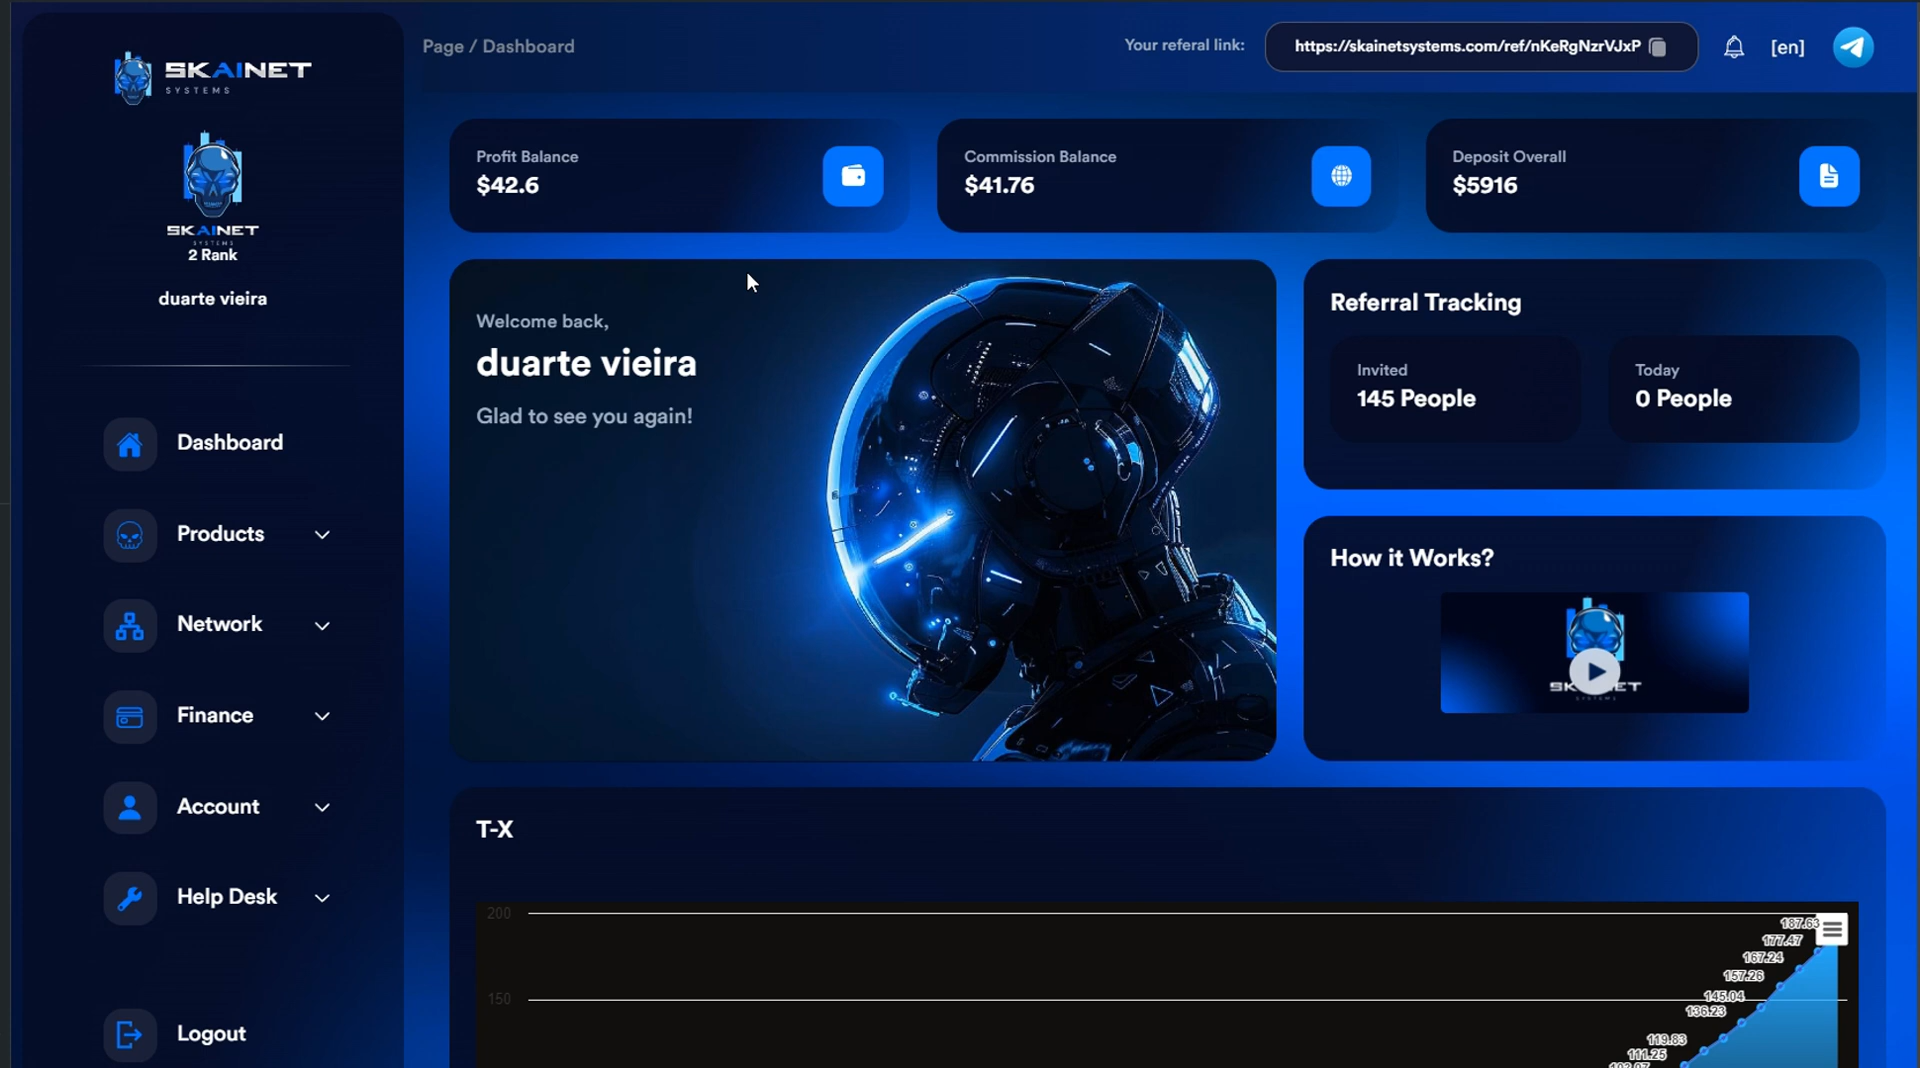 SKAINET
SYSTEMS
SKAINET
SYSTEMS
2 Rank
duarte vieira
Dashboard
Products
Network
Finance
Account
Help Desk
Logout
Page / Dashboard
Your referal link:
https://skainetsystems.com/ref/nKeRgNzrVJxP
[en]
Profit Balance
$42.6
Commission Balance
$41.76
Deposit Overall
$5916
Welcome back,
duarte vieira
Glad to see you again!
Referral Tracking
Invited
145 People
Today
0 People
How it Works?
SKAINET
SYSTEMS
T-X
200
150
187.63
177.47
167.24
157.26
145.04
136.23
119.83
111.25